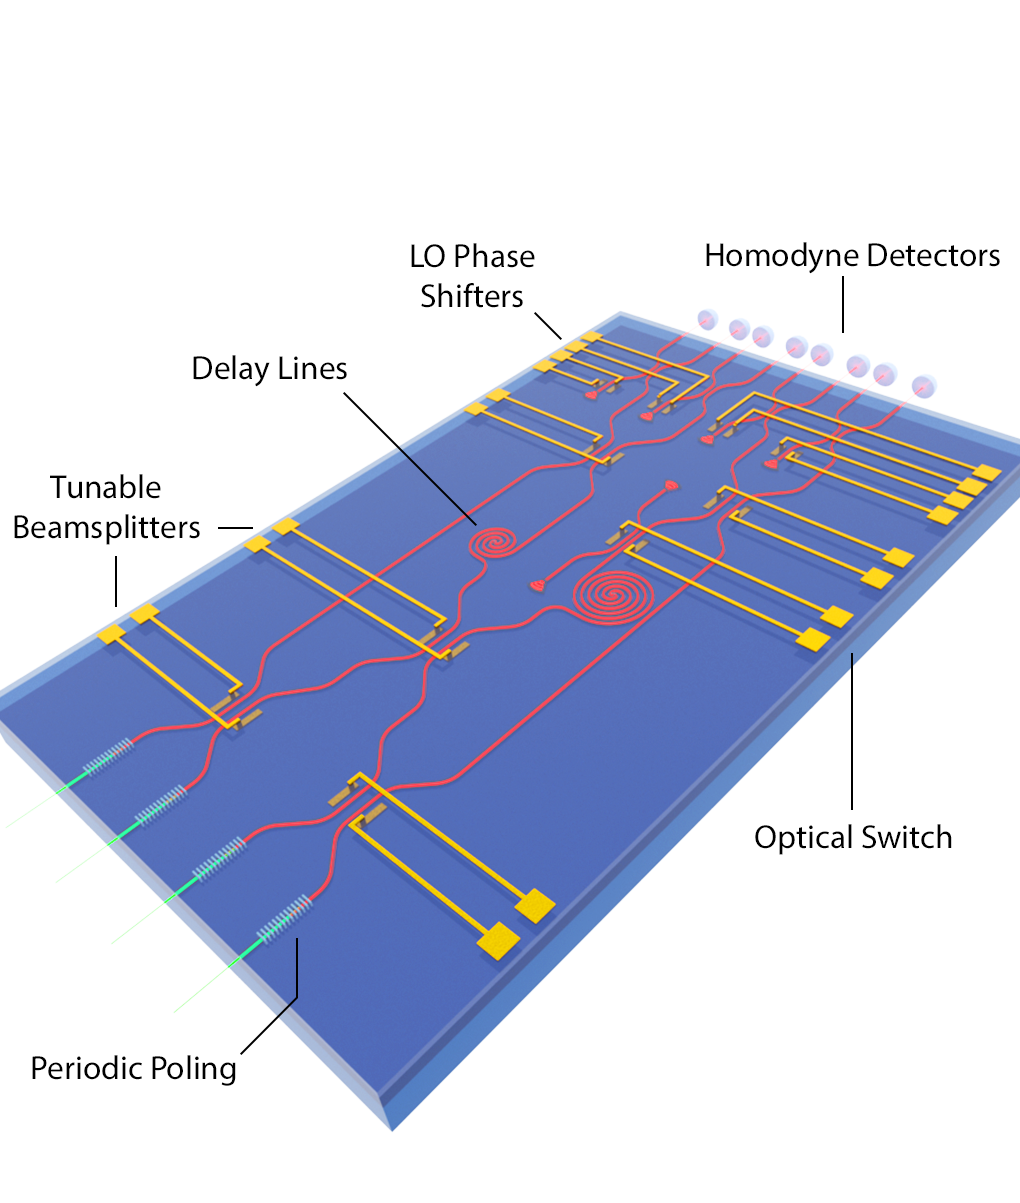 LO Phase
Shifters
Homodyne Detectors
Delay Lines
Tunable
Beamsplitters
Optical Switch
Periodic Poling